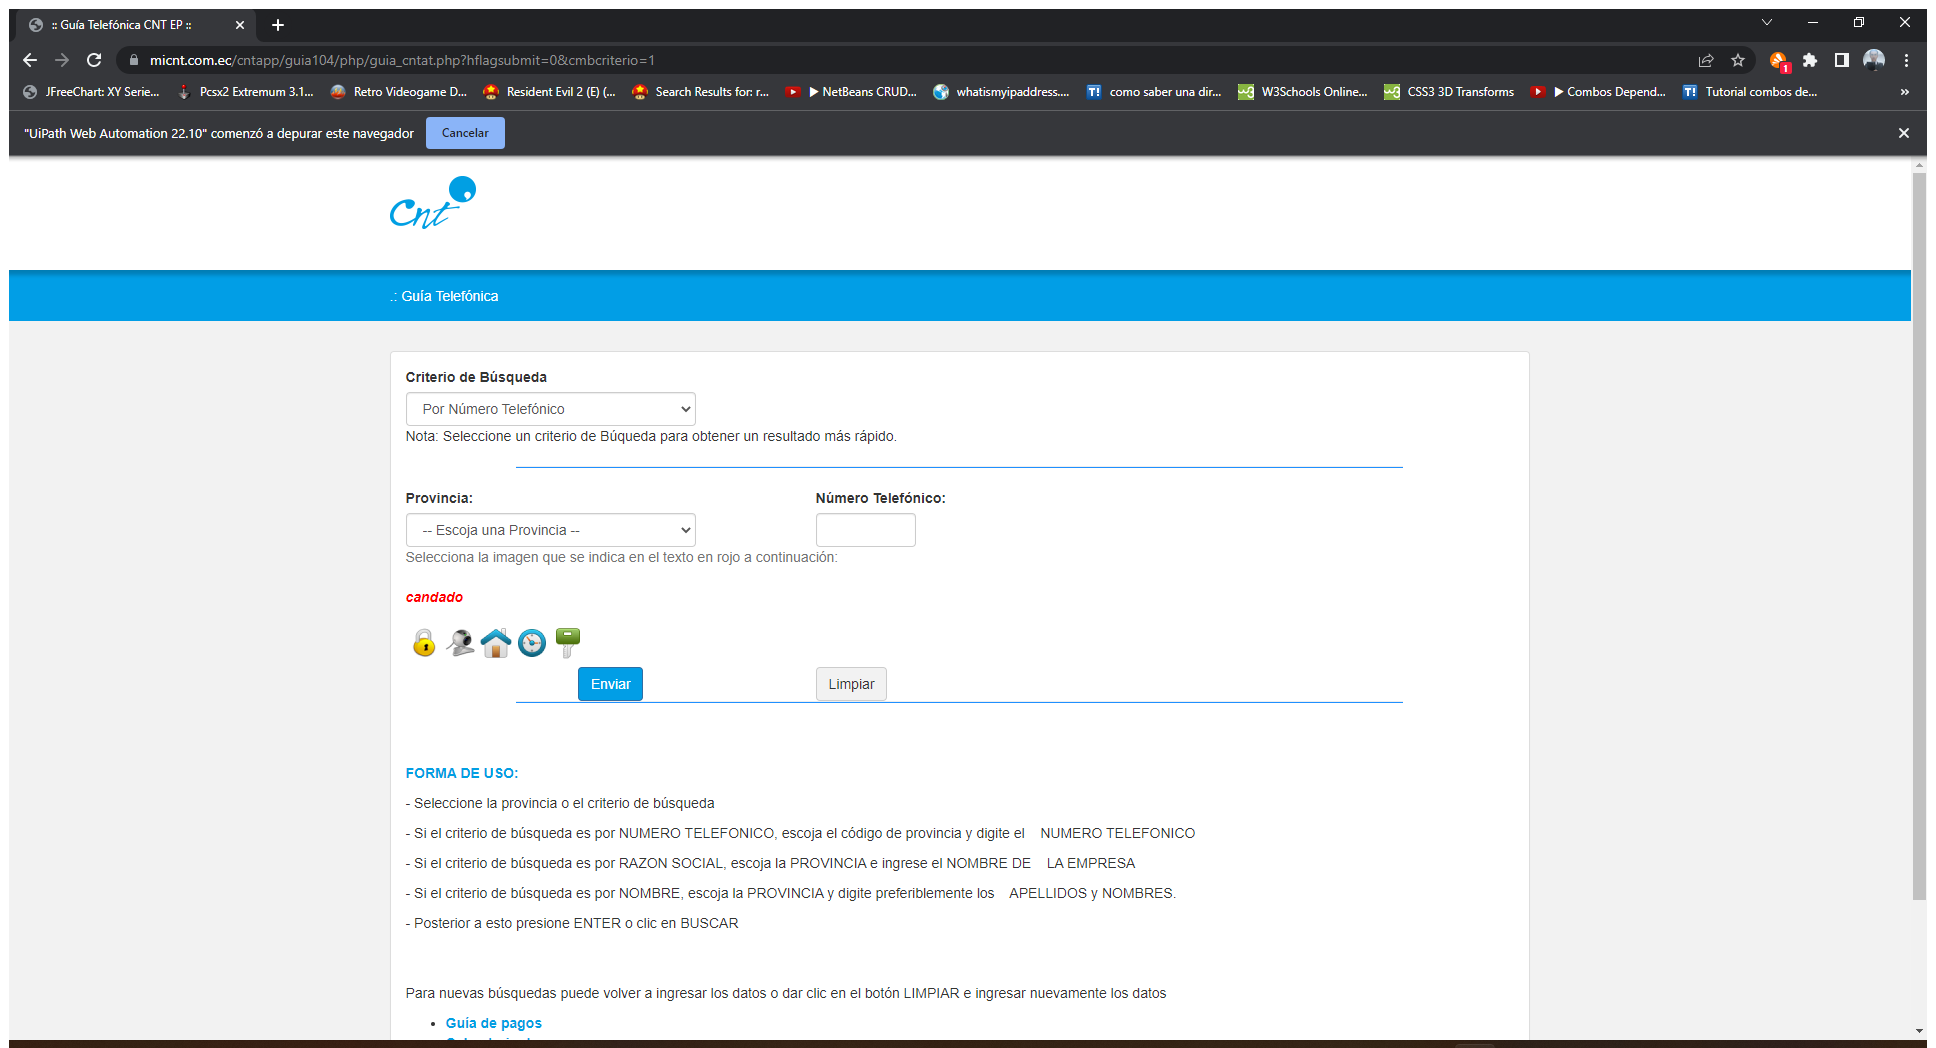 :: Guía Telefónica CNT EP ::
micnt.com.ec/cntapp/guia104/php/guia_cntat.php?hflagsubmit=0&cmbcriterio=1
1
JFreeChart: XY Serie... Pcsx2 Extremum 3.1... Retro Videogame D... Resident Evil 2 (E) (... Search Results for: r... ▶ NetBeans CRUD... whatismyipaddress.... T! como saber una dir... W3Schools Online... CSS3 3D Transforms ▶ Combos Depend... T! Tutorial combos de... »
"UiPath Web Automation 22.10" comenzó a depurar este navegador Cancelar
Cnt
.: Guía Telefónica
Criterio de Búsqueda
Por Número Telefónico
Nota: Seleccione un criterio de Búqueda para obtener un resultado más rápido.
Provincia: Número Telefónico:
-- Escoja una Provincia --
Selecciona la imagen que se indica en el texto en rojo a continuación:
candado
Enviar Limpiar
FORMA DE USO:
- Seleccione la provincia o el criterio de búsqueda
- Si el criterio de búsqueda es por NUMERO TELEFONICO, escoja el código de provincia y digite el NUMERO TELEFONICO
- Si el criterio de búsqueda es por RAZON SOCIAL, escoja la PROVINCIA e ingrese el NOMBRE DE LA EMPRESA
- Si el criterio de búsqueda es por NOMBRE, escoja la PROVINCIA y digite preferiblemente los APELLIDOS y NOMBRES.
- Posterior a esto presione ENTER o clic en BUSCAR
Para nuevas búsquedas puede volver a ingresar los datos o dar clic en el botón LIMPIAR e ingresar nuevamente los datos
• Guía de pagos